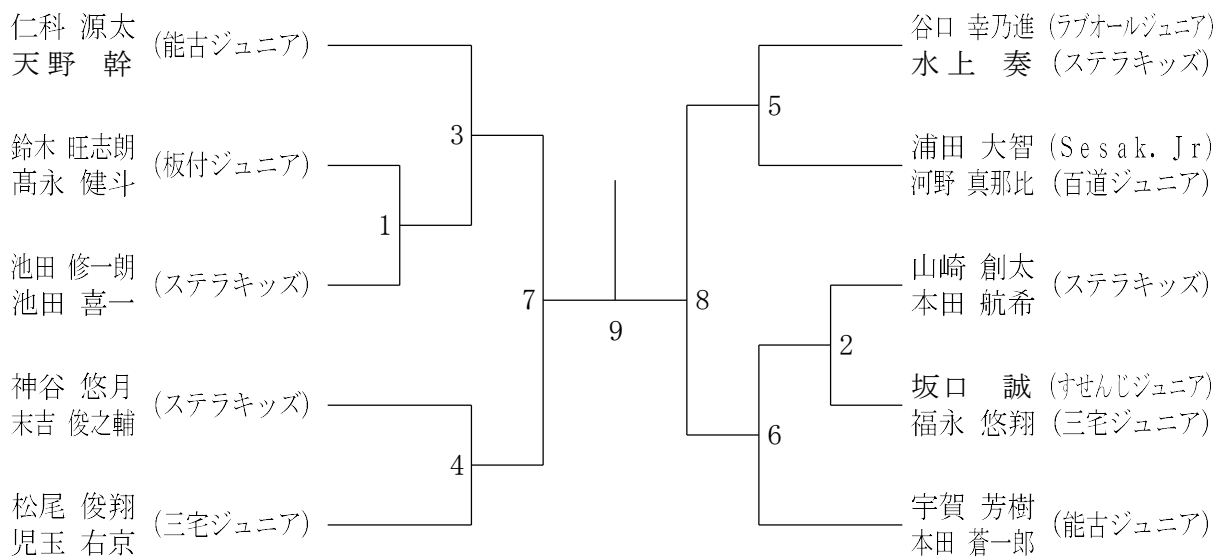 仁科 源太 (能古ジュニア)
天野 幹
鈴木 旺志朗 (板付ジュニア)
髙永 健斗
池田 修一朗 (ステラキッズ)
池田 喜一
神谷 悠月 (ステラキッズ)
末吉 俊之輔
松尾 俊翔 (三宅ジュニア)
児玉 右京
3
1
7
4
9
谷口 幸乃進 (ラブオールジュニア)
水上 奏 (ステラキッズ)
浦田 大智 (Sesak. Jr)
河野 真那比 (百道ジュニア)
山崎 創太 (ステラキッズ)
本田 航希
坂口 誠 (すせんじジュニア)
福永 悠翔 (三宅ジュニア)
宇賀 芳樹 (能古ジュニア)
本田 蒼一郎
5
8
2
6